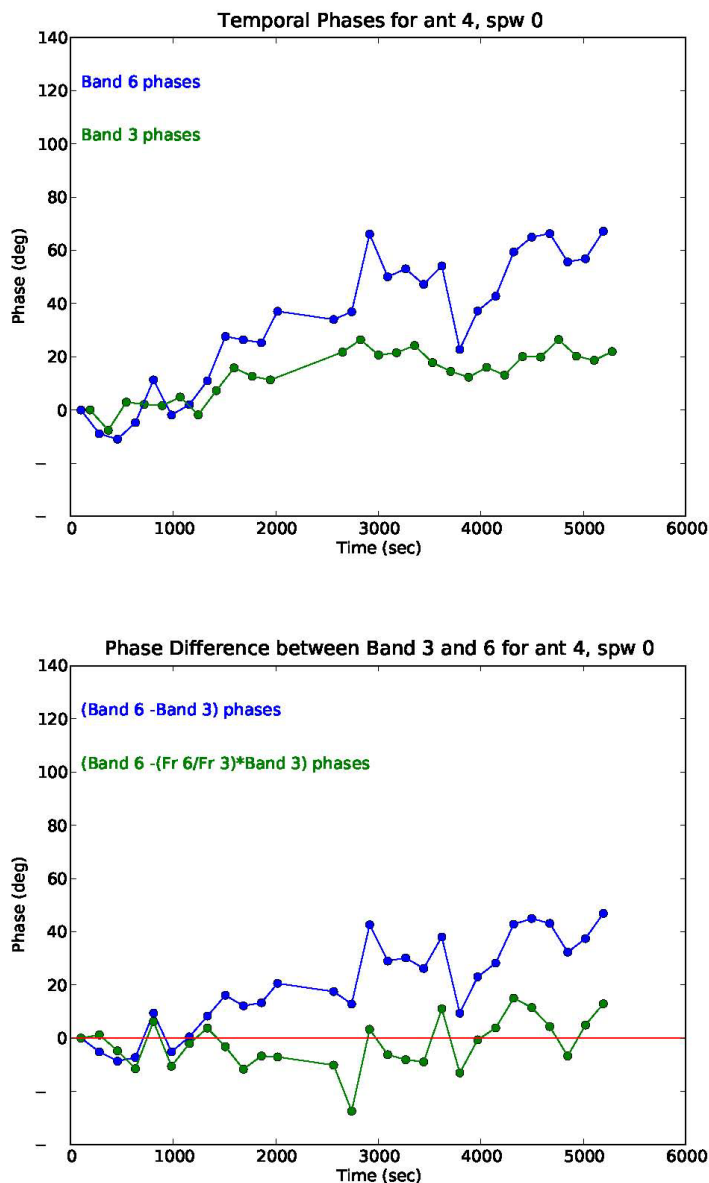 Temporal Phases for ant 4, spw 0
140
120
100
80
60
40
20
0
–
–
Band 6 phases
Band 3 phases
Phase (deg)
0 1000 2000 3000 4000 5000 6000
Time (sec)
Phase Difference between Band 3 and 6 for ant 4, spw 0
140
120
100
80
60
40
20
0
–
–
(Band 6 -Band 3) phases
(Band 6 -(Fr 6/Fr 3)*Band 3) phases
Phase (deg)
0 1000 2000 3000 4000 5000 6000
Time (sec)